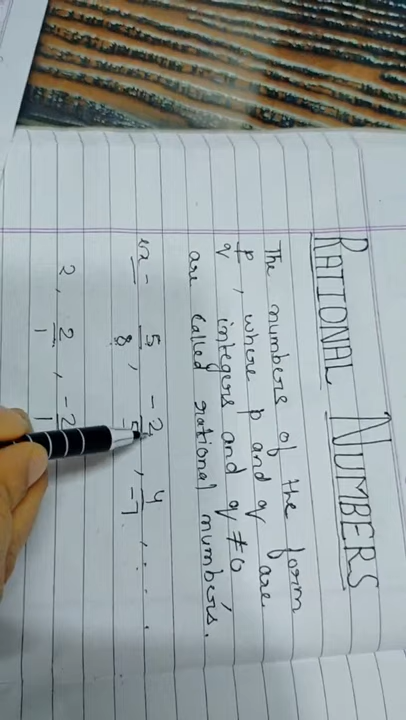 RATIONAL NUMBERS
The numbers of the form
p/q, where p and q are
integers and q ≠ 0
are called rational numbers.
5/8, -2/5, 4/-7, .....
2, 2/1, -2/1